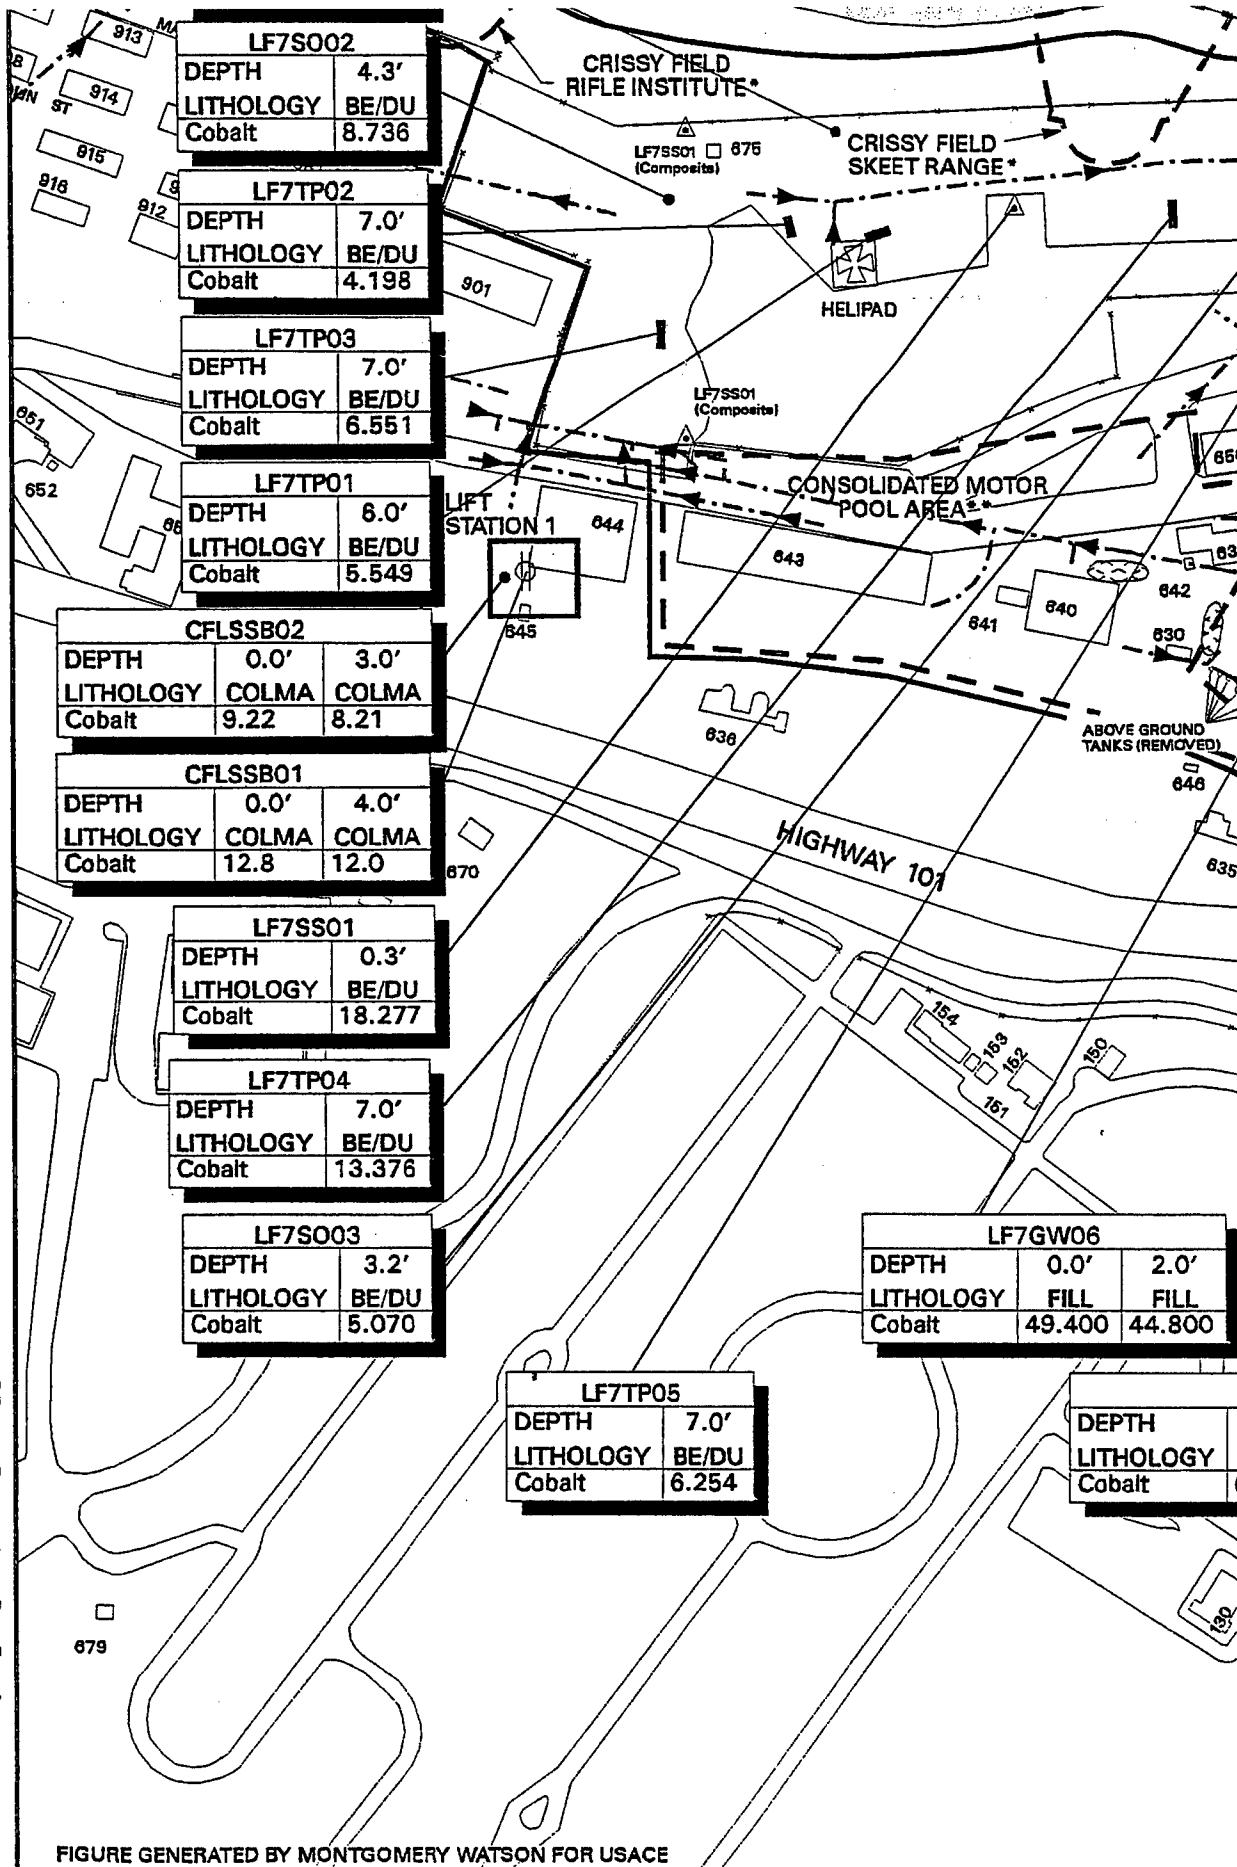 913
914
ST
915
916
912
LF7SO02
DEPTH 4.3'
LITHOLOGY BE/DU
Cobalt 8.736
CRISSY FIELD
RIFLE INSTITUTE*
LF7SS01 675
(Composite)
CRISSY FIELD
SKEET RANGE*
LF7TP02
DEPTH 7.0'
LITHOLOGY BE/DU
Cobalt 4.198
901
HELIPAD
LF7TP03
DEPTH 7.0'
LITHOLOGY BE/DU
Cobalt 6.551
LF7SS01
(Composite)
651
652
LF7TP01
DEPTH 6.0'
LITHOLOGY BE/DU
Cobalt 5.549
LIFT
STATION 1
644
645
CONSOLIDATED MOTOR
POOL AREA**
643
642
641
640
630
CFLSSB02
DEPTH 0.0' 3.0'
LITHOLOGY COLMA COLMA
Cobalt 9.22 8.21
636
ABOVE GROUND
TANKS (REMOVED)
646
635
CFLSSB01
DEPTH 0.0' 4.0'
LITHOLOGY COLMA COLMA
Cobalt 12.8 12.0
670
HIGHWAY 101
LF7SS01
DEPTH 0.3'
LITHOLOGY BE/DU
Cobalt 18.277
154
153
152
151
150
LF7TP04
DEPTH 7.0'
LITHOLOGY BE/DU
Cobalt 13.376
LF7SO03
DEPTH 3.2'
LITHOLOGY BE/DU
Cobalt 5.070
LF7GW06
DEPTH 0.0' 2.0'
LITHOLOGY FILL FILL
Cobalt 49.400 44.800
LF7TP05
DEPTH 7.0'
LITHOLOGY BE/DU
Cobalt 6.254
DEPTH
LITHOLOGY
Cobalt
130
679
FIGURE GENERATED BY MONTGOMERY WATSON FOR USACE